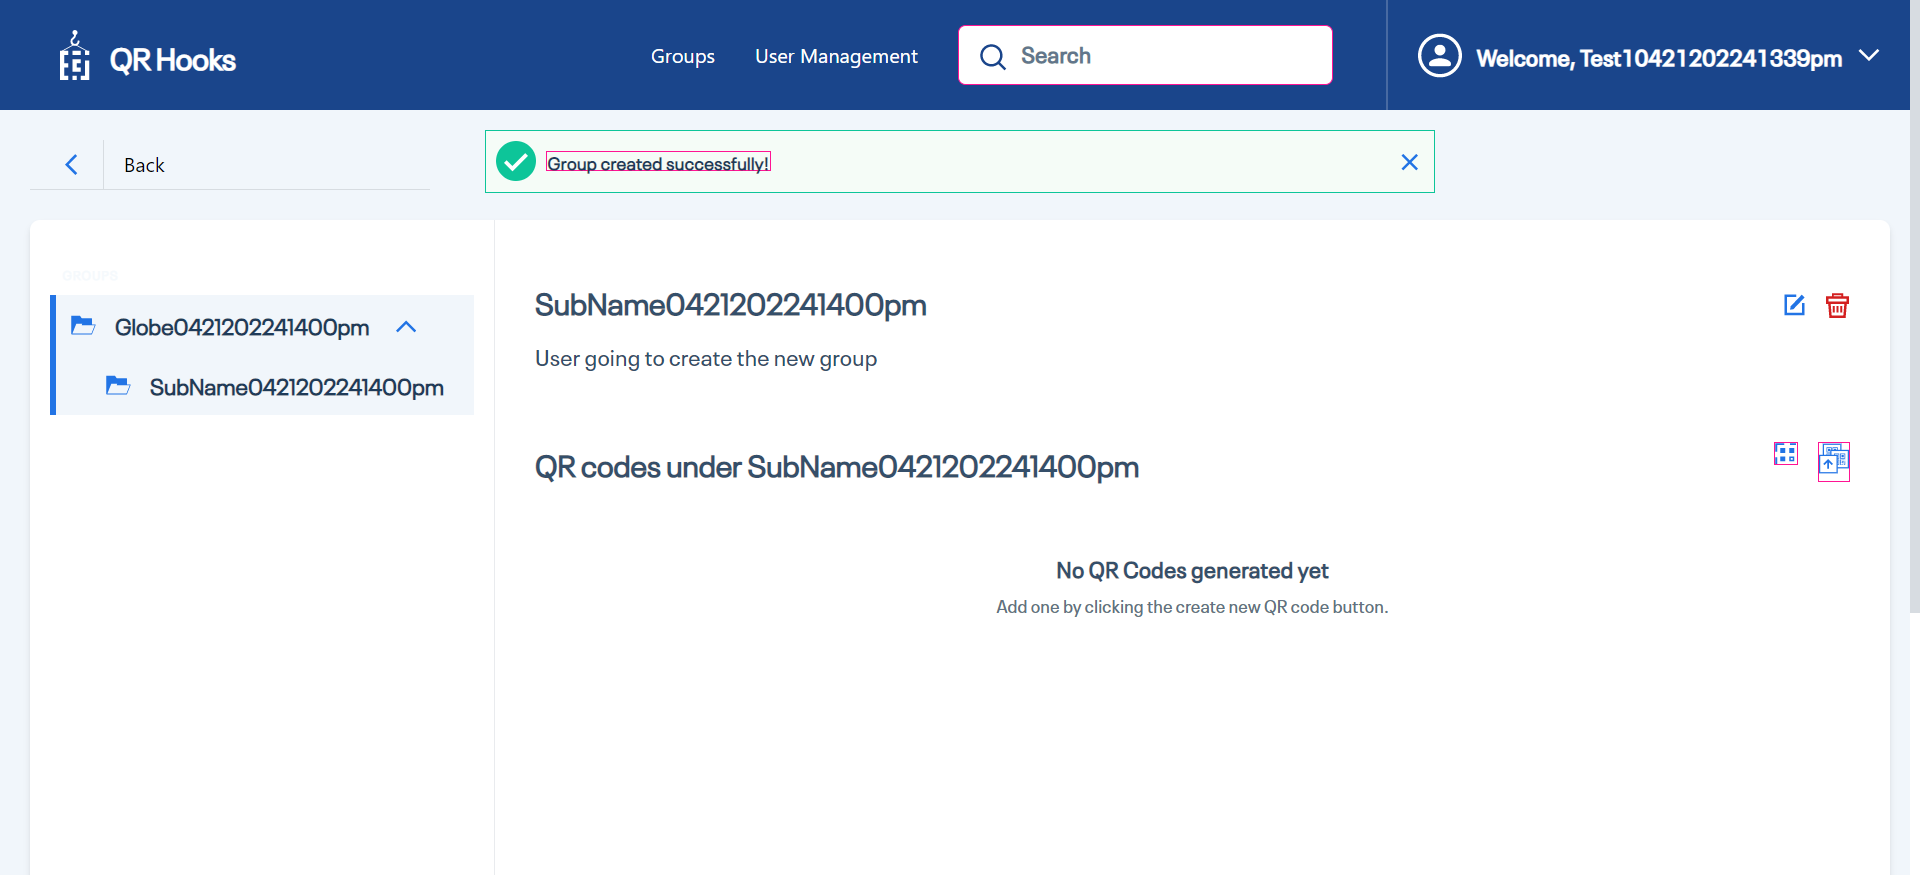 QR Hooks
Groups
User Management
Search
Welcome, Test10421202241339pm
Back
Group created successfully!
GROUPS
Globe0421202241400pm
SubName0421202241400pm
SubName0421202241400pm
User going to create the new group
QR codes under SubName0421202241400pm
No QR Codes generated yet
Add one by clicking the create new QR code button.